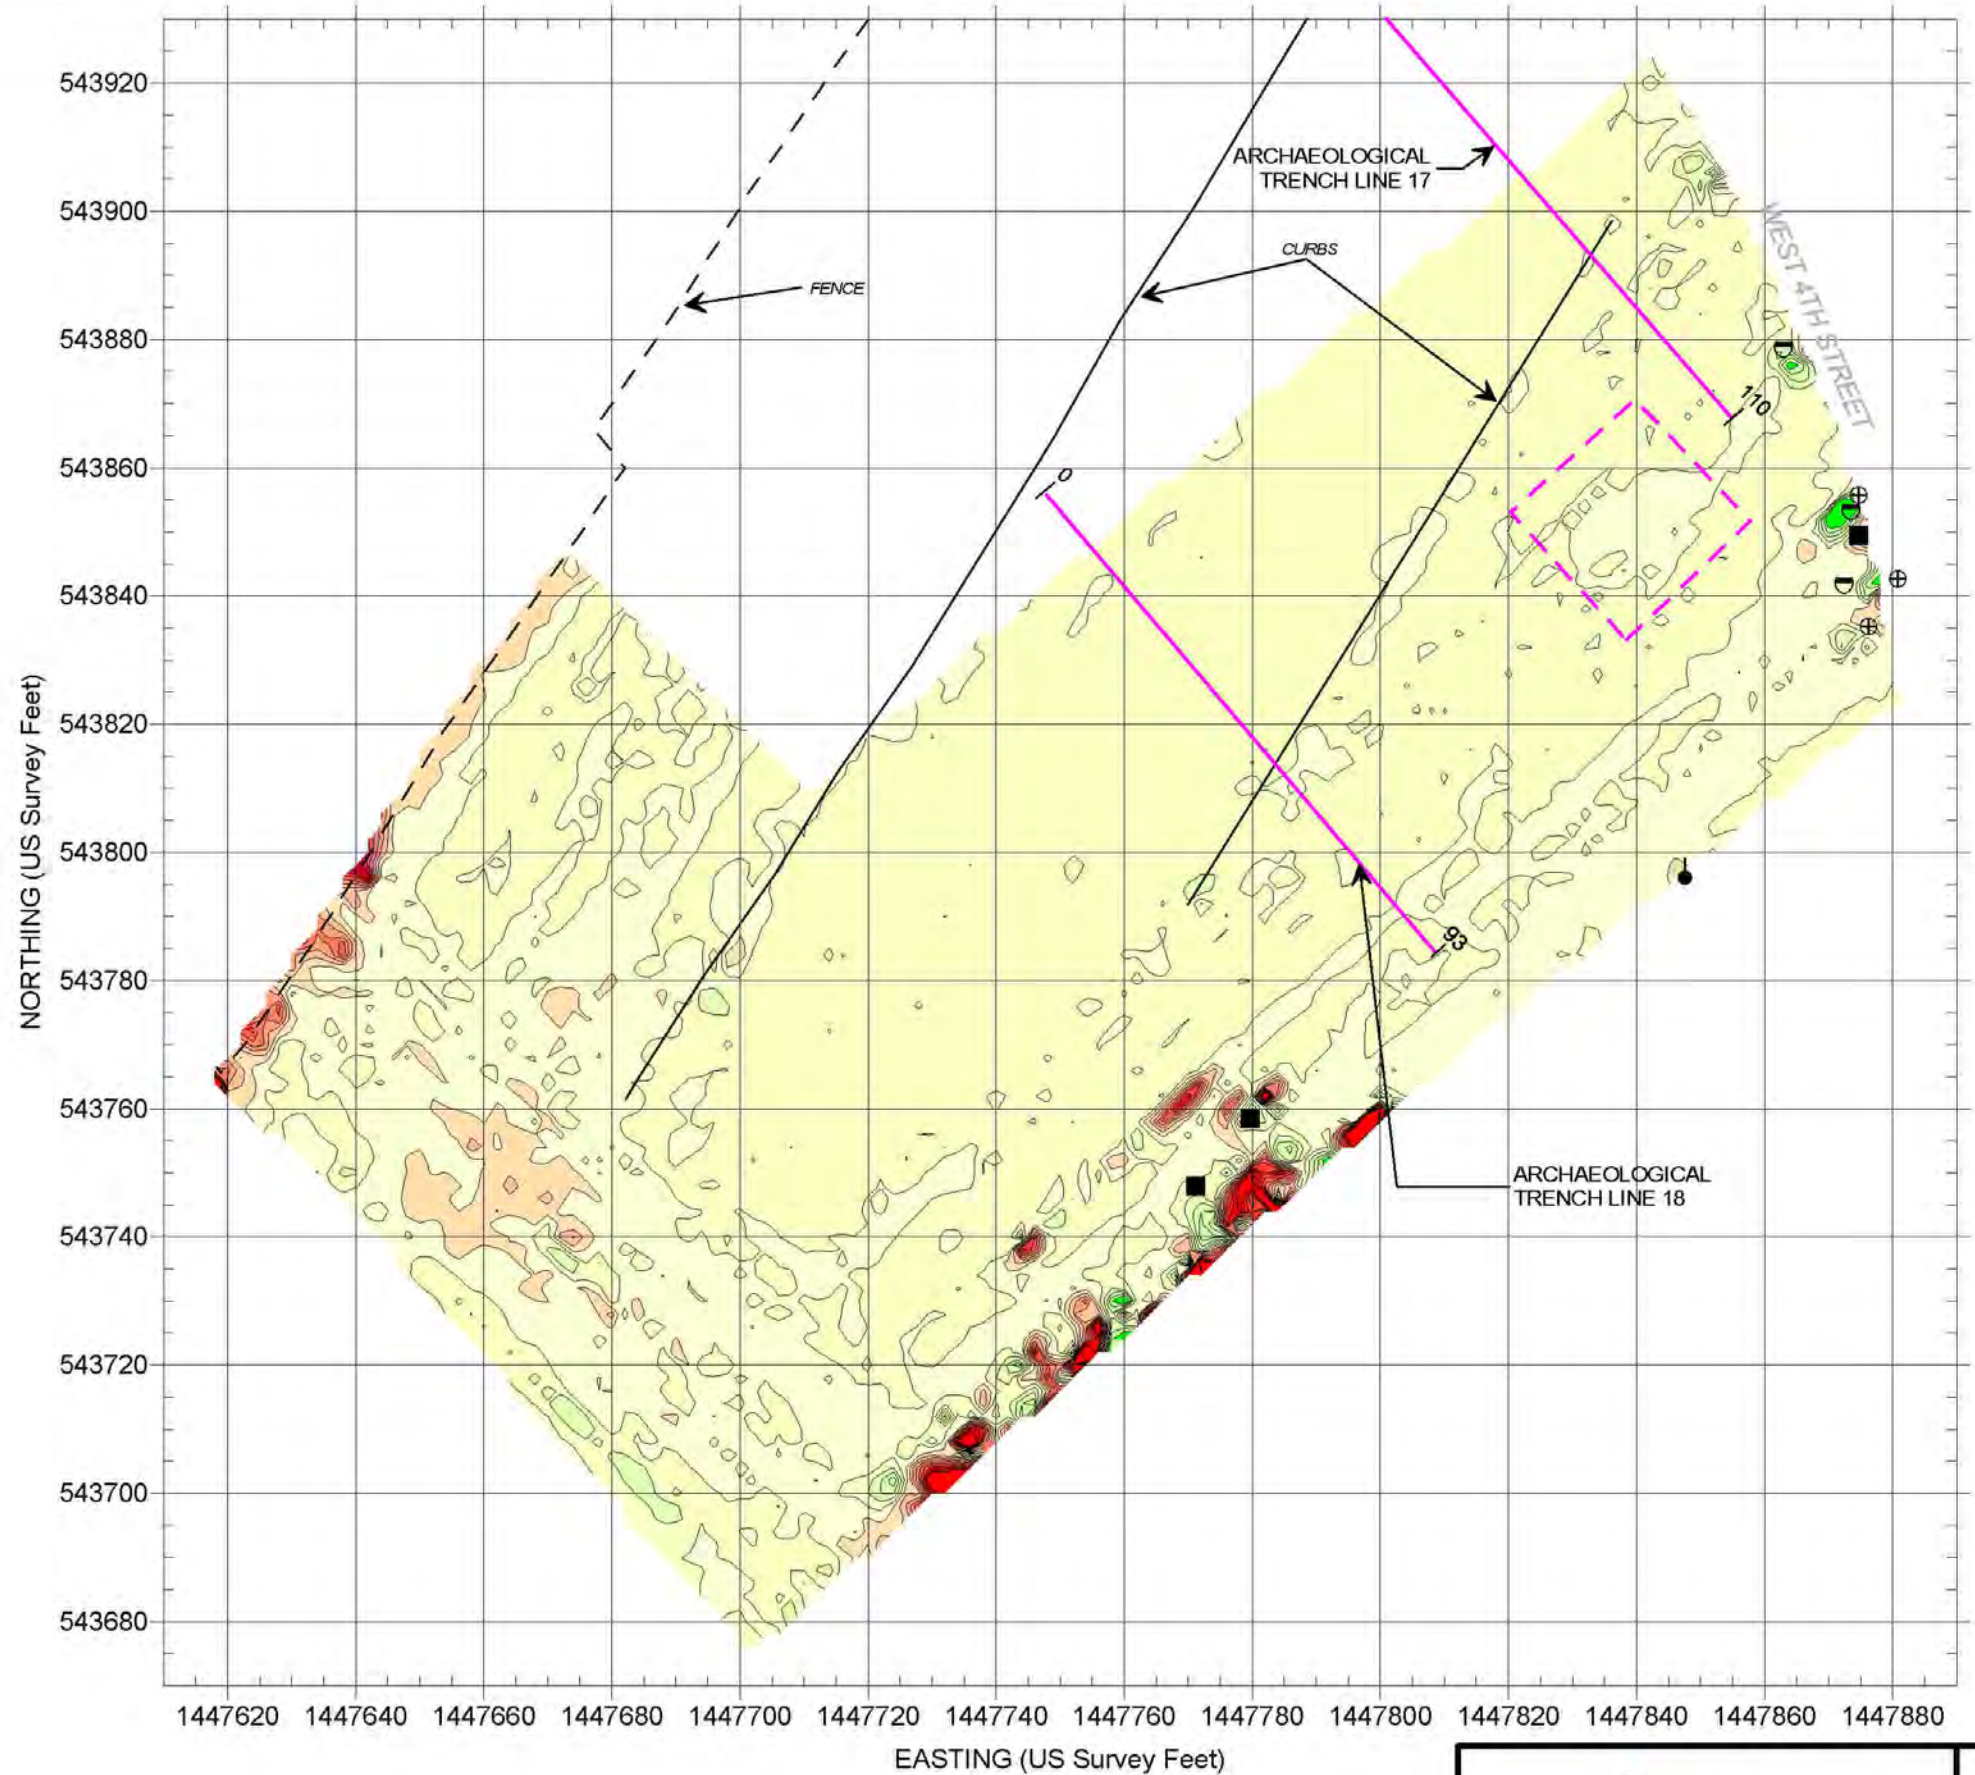 543920
543900
543880
543860
543840
543820
543800
543780
543760
543740
543720
543700
543680
NORTHING (US Survey Feet)
ARCHAEOLOGICAL
TRENCH LINE 17
CURBS
FENCE
WEST 4TH STREET
110
0
93
ARCHAEOLOGICAL
TRENCH LINE 18
1447620 1447640 1447660 1447680 1447700 1447720 1447740 1447760 1447780 1447800 1447820 1447840 1447860 1447880
EASTING (US Survey Feet)